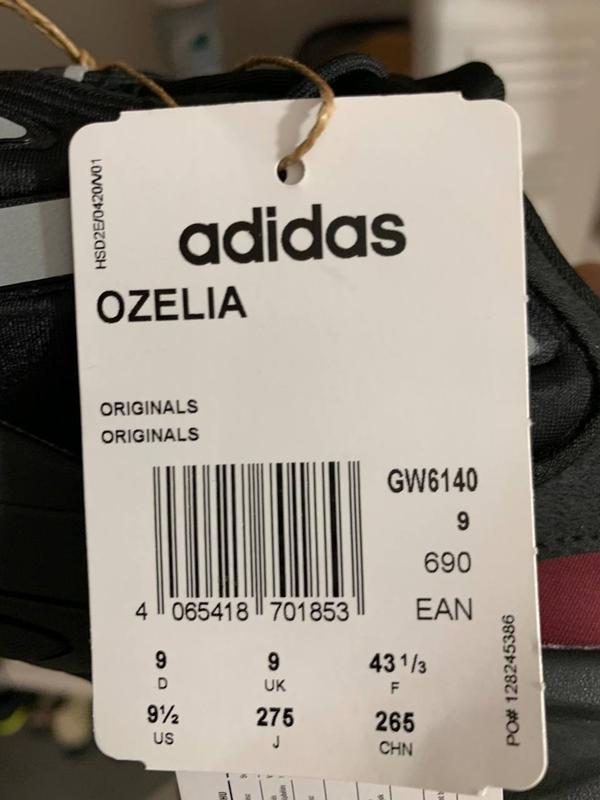 HSD2E/0420/V01
adidas
OZELIA
ORIGINALS
ORIGINALS
GW6140
9
690
4 065418 701853 EAN
9 9 43 1/3
D UK F
9½ 275 265
US J CHN
PO# 128245386